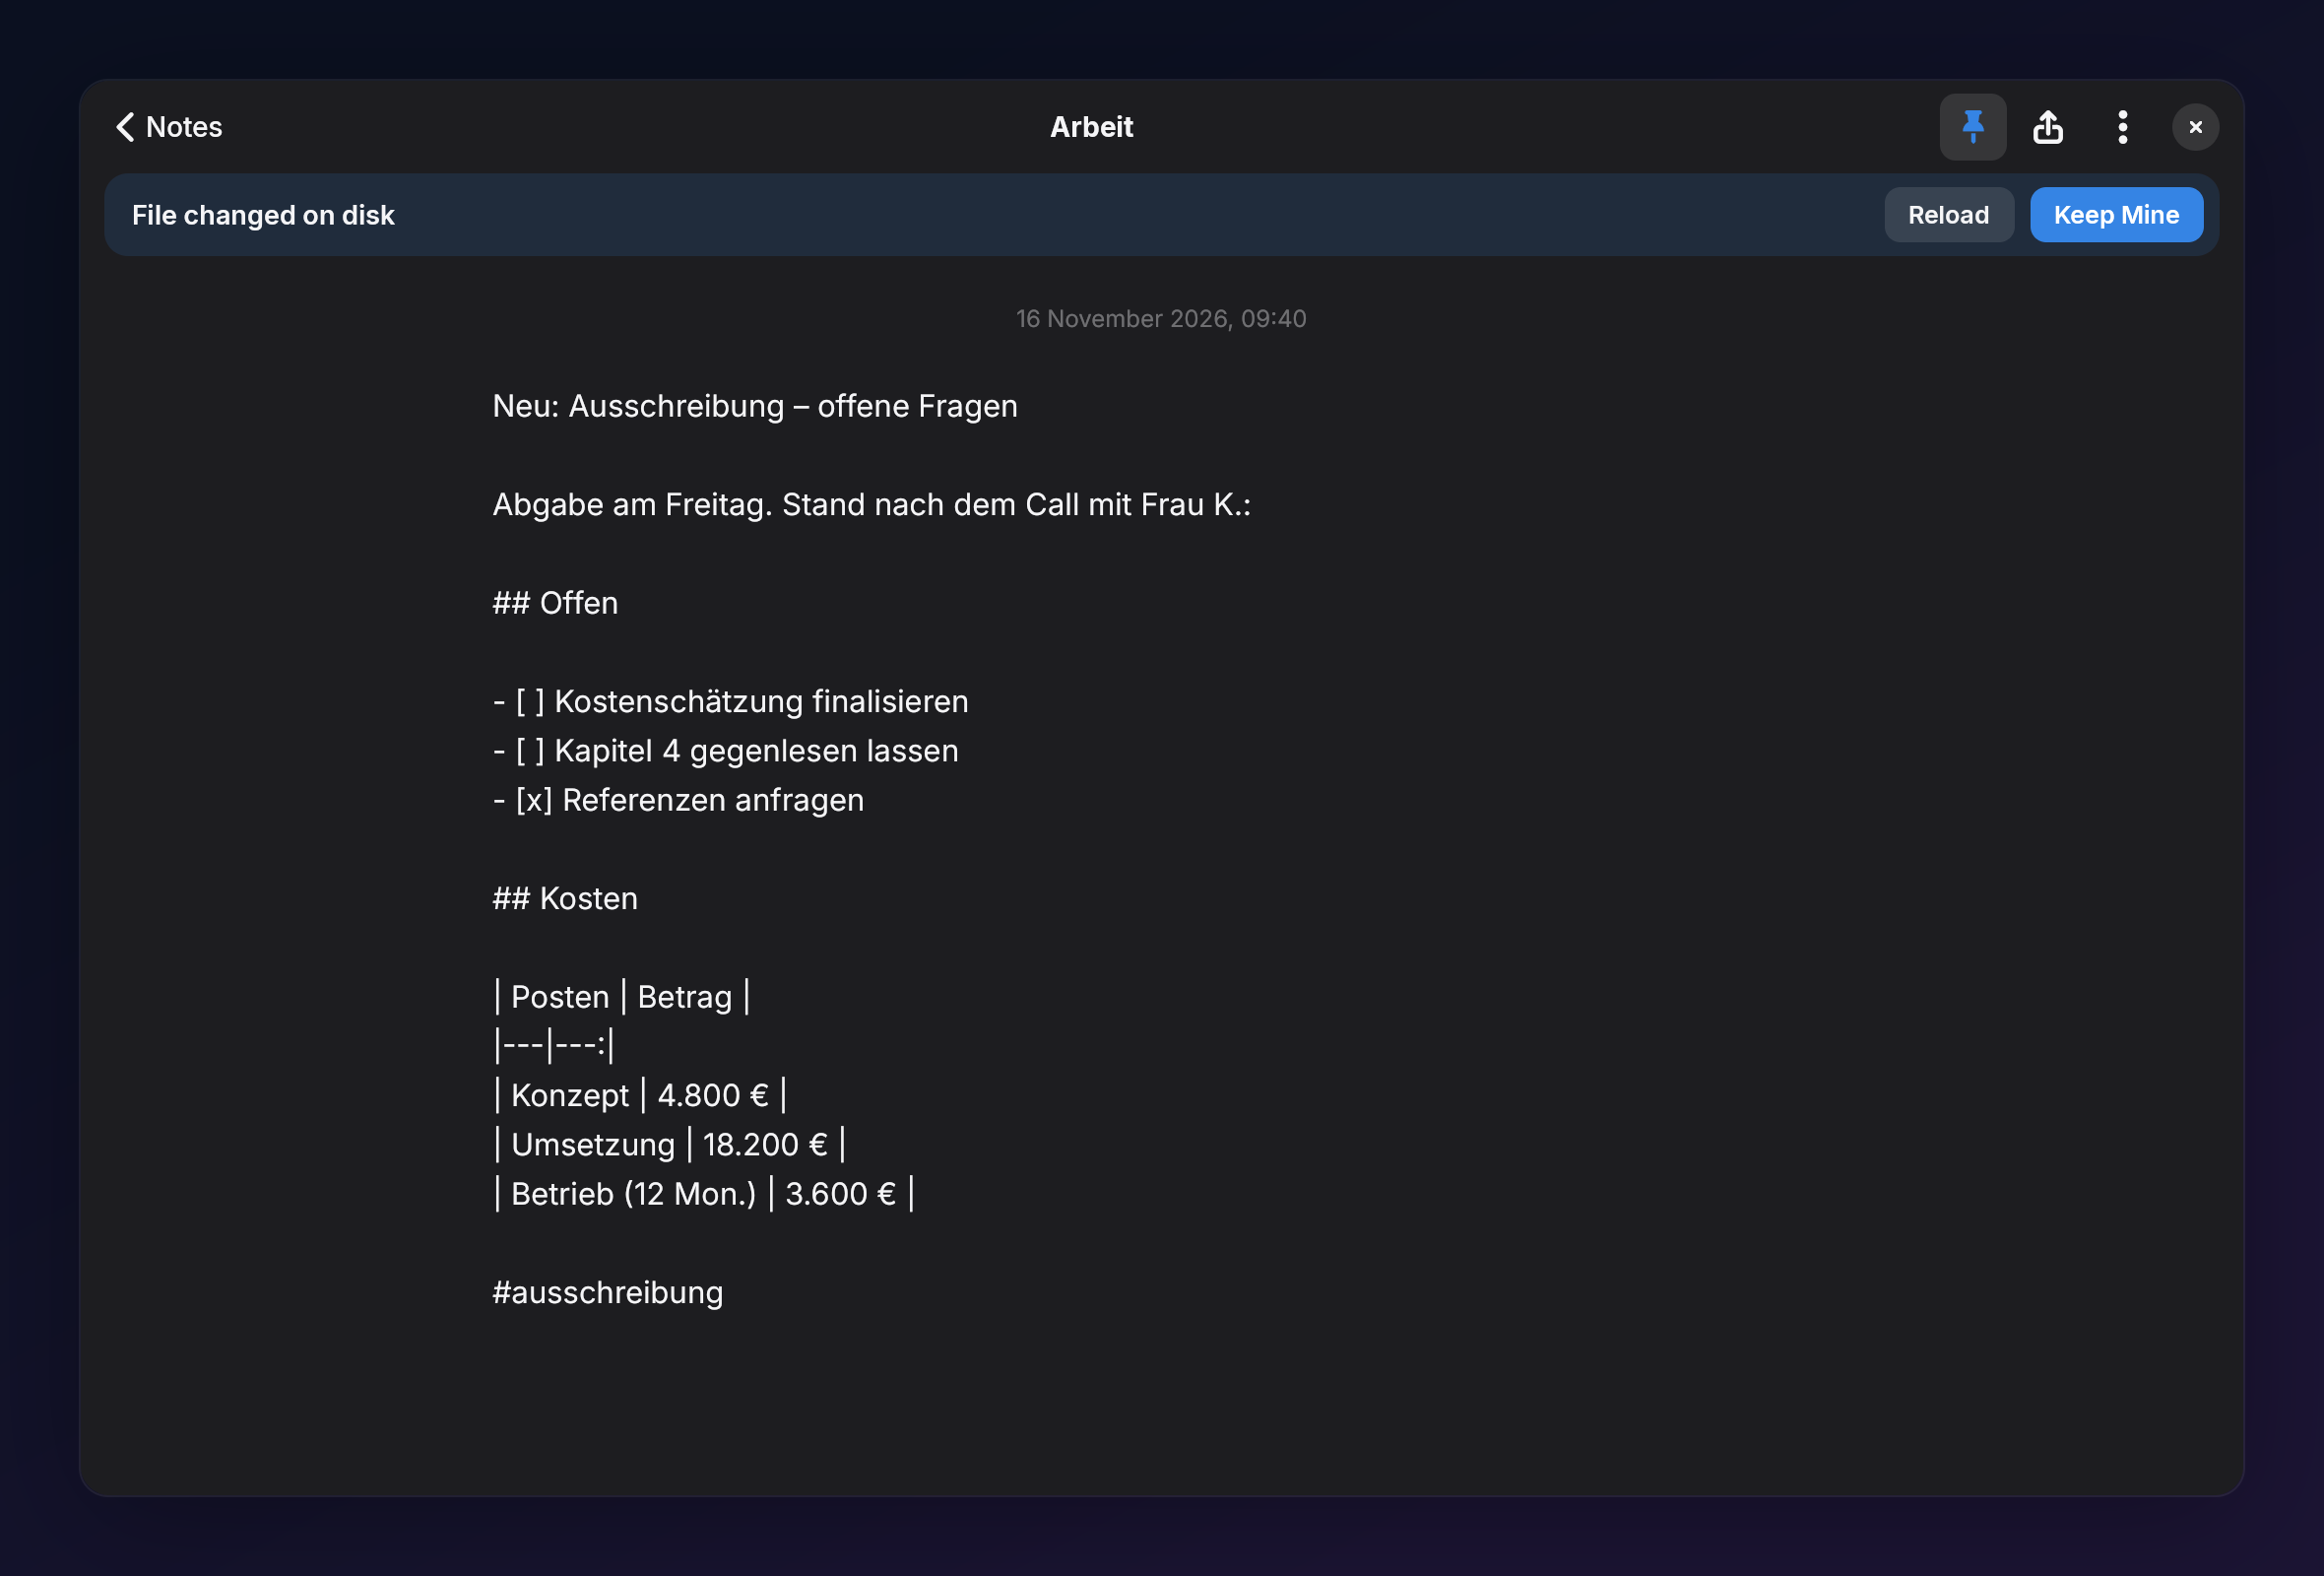 Notes
Arbeit
File changed on disk
Reload
Keep Mine
16 November 2026, 09:40
Neu: Ausschreibung – offene Fragen
Abgabe am Freitag. Stand nach dem Call mit Frau K.:
## Offen
- [ ] Kostenschätzung finalisieren
- [ ] Kapitel 4 gegenlesen lassen
- [x] Referenzen anfragen
## Kosten
| Posten | Betrag |
|---|---:|
| Konzept | 4.800 € |
| Umsetzung | 18.200 € |
| Betrieb (12 Mon.) | 3.600 € |
#ausschreibung